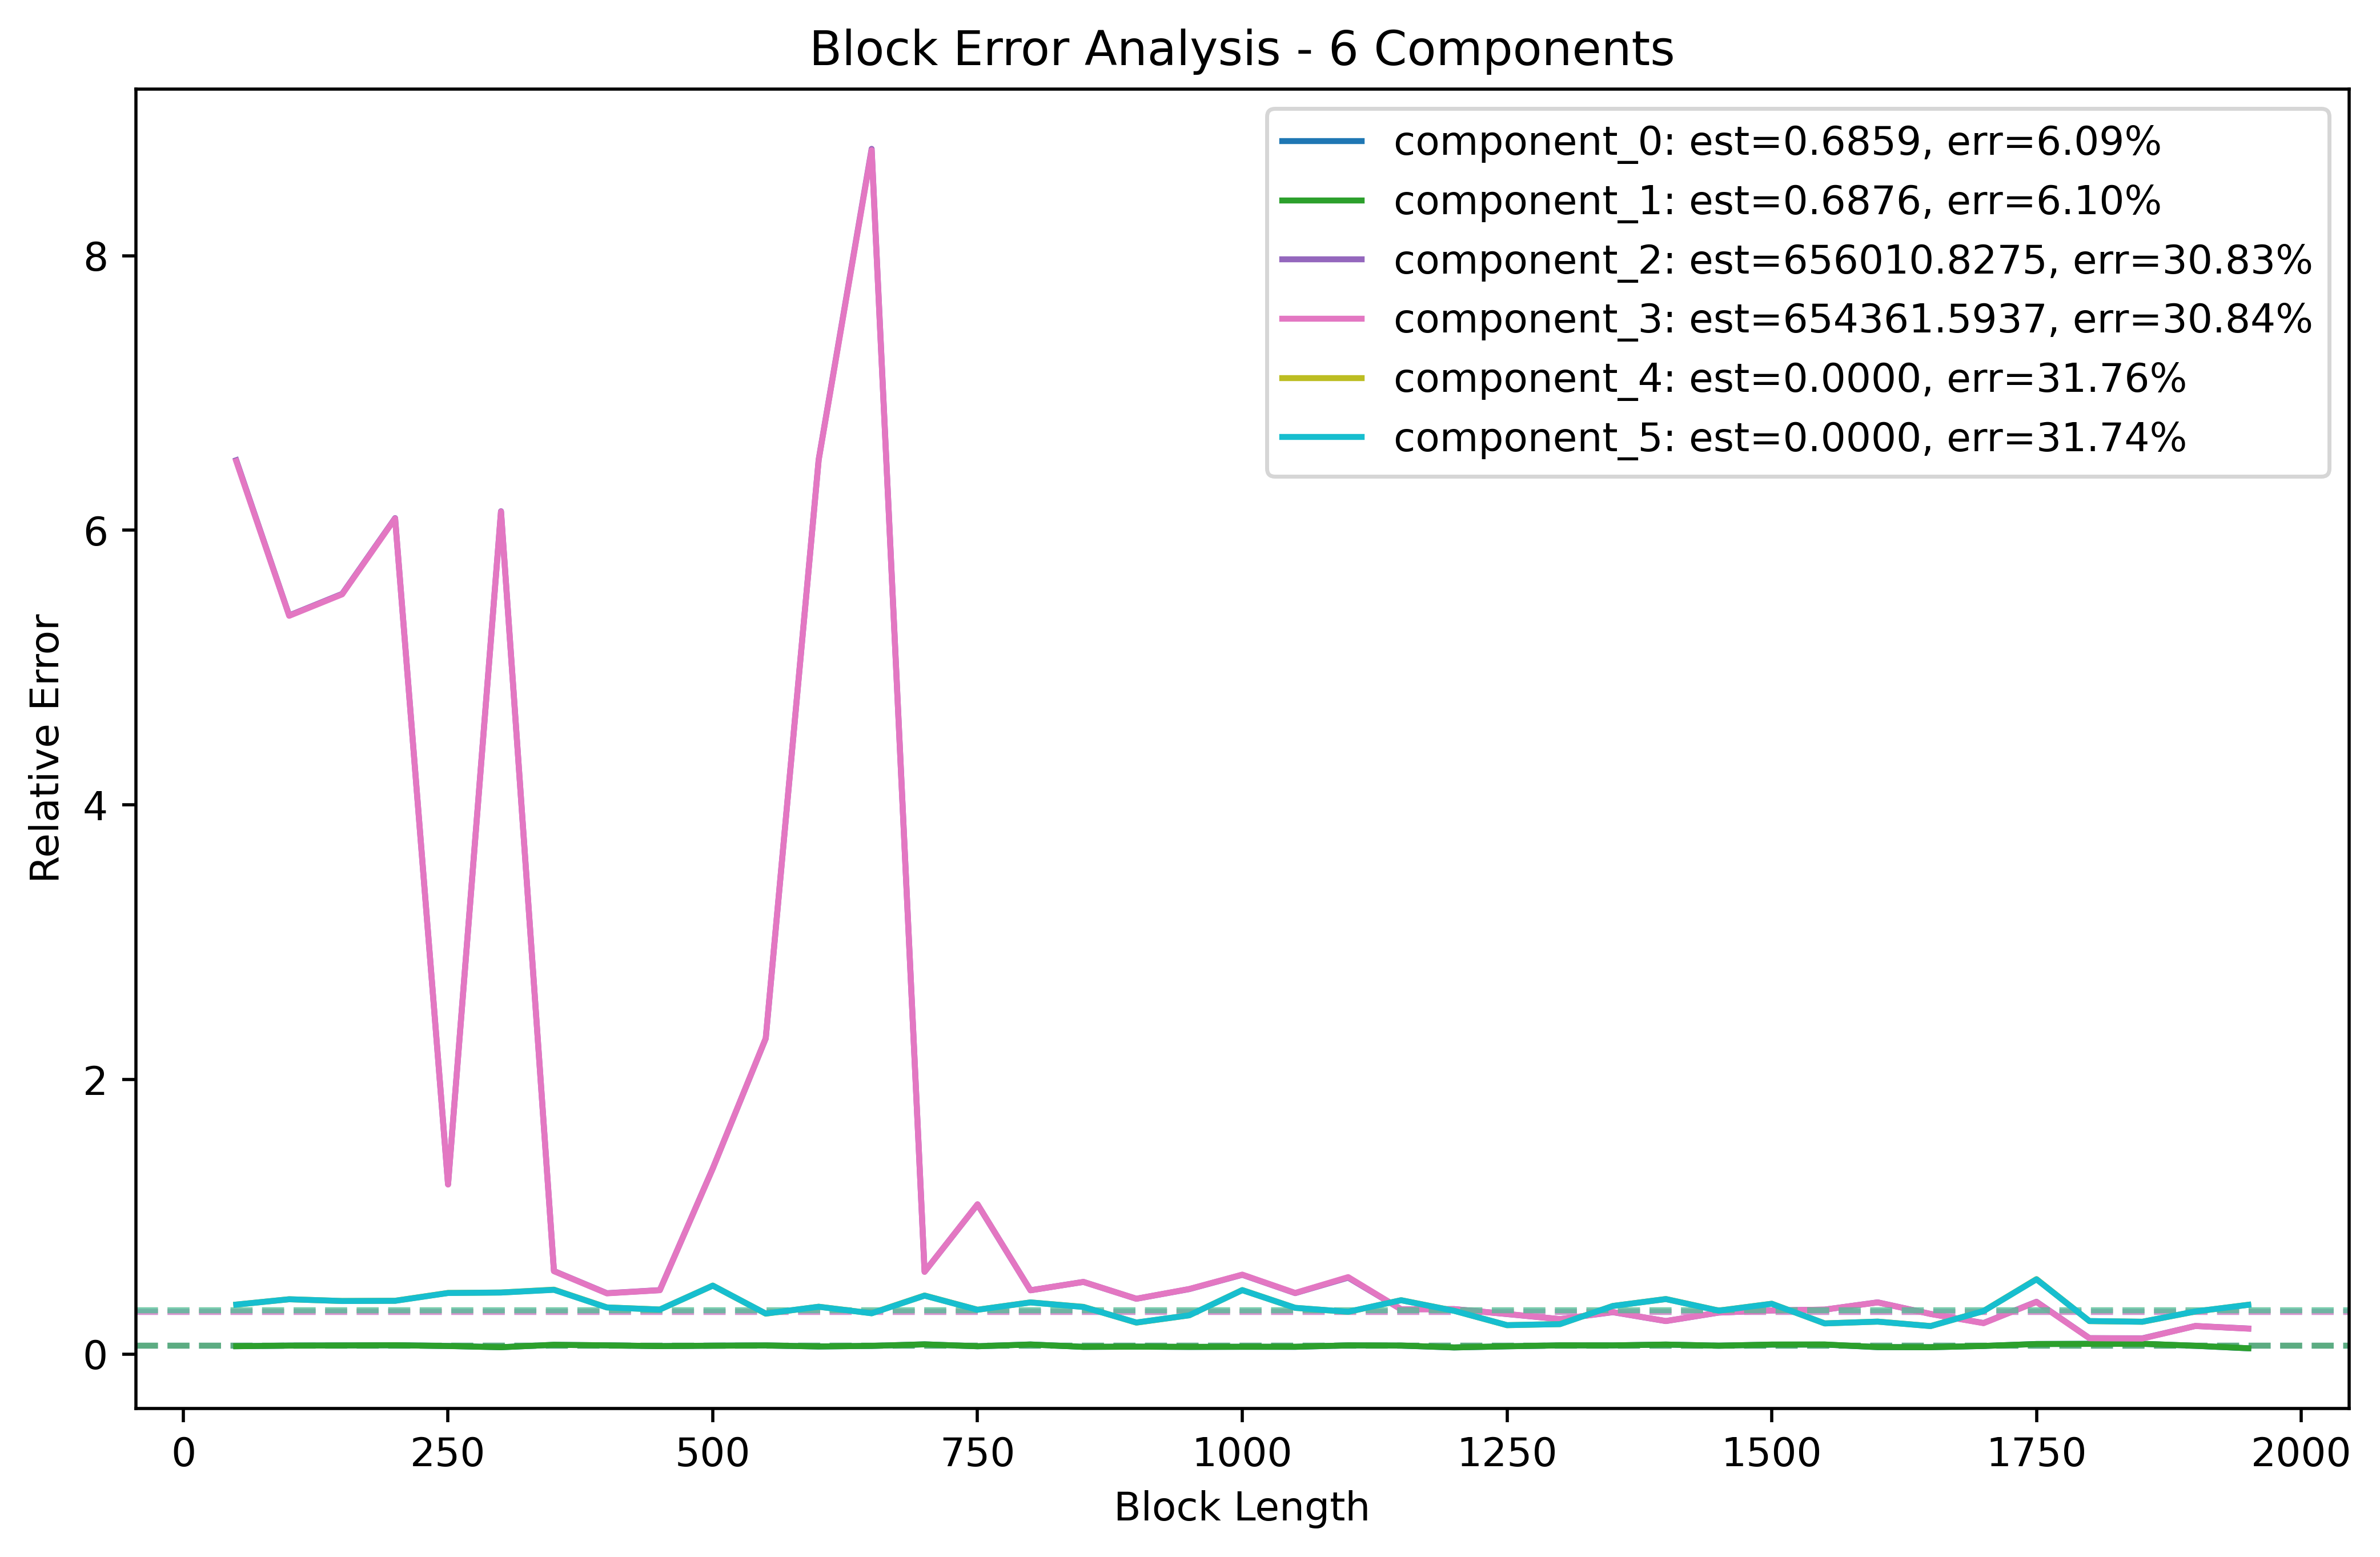 Block Error Analysis - 6 Components
component_0: est=0.6859, err=6.09%
component_1: est=0.6876, err=6.10%
component_2: est=656010.8275, err=30.83%
component_3: est=654361.5937, err=30.84%
component_4: est=0.0000, err=31.76%
component_5: est=0.0000, err=31.74%
8
6
4
2
0
Relative Error
0 250 500 750 1000 1250 1500 1750 2000
Block Length